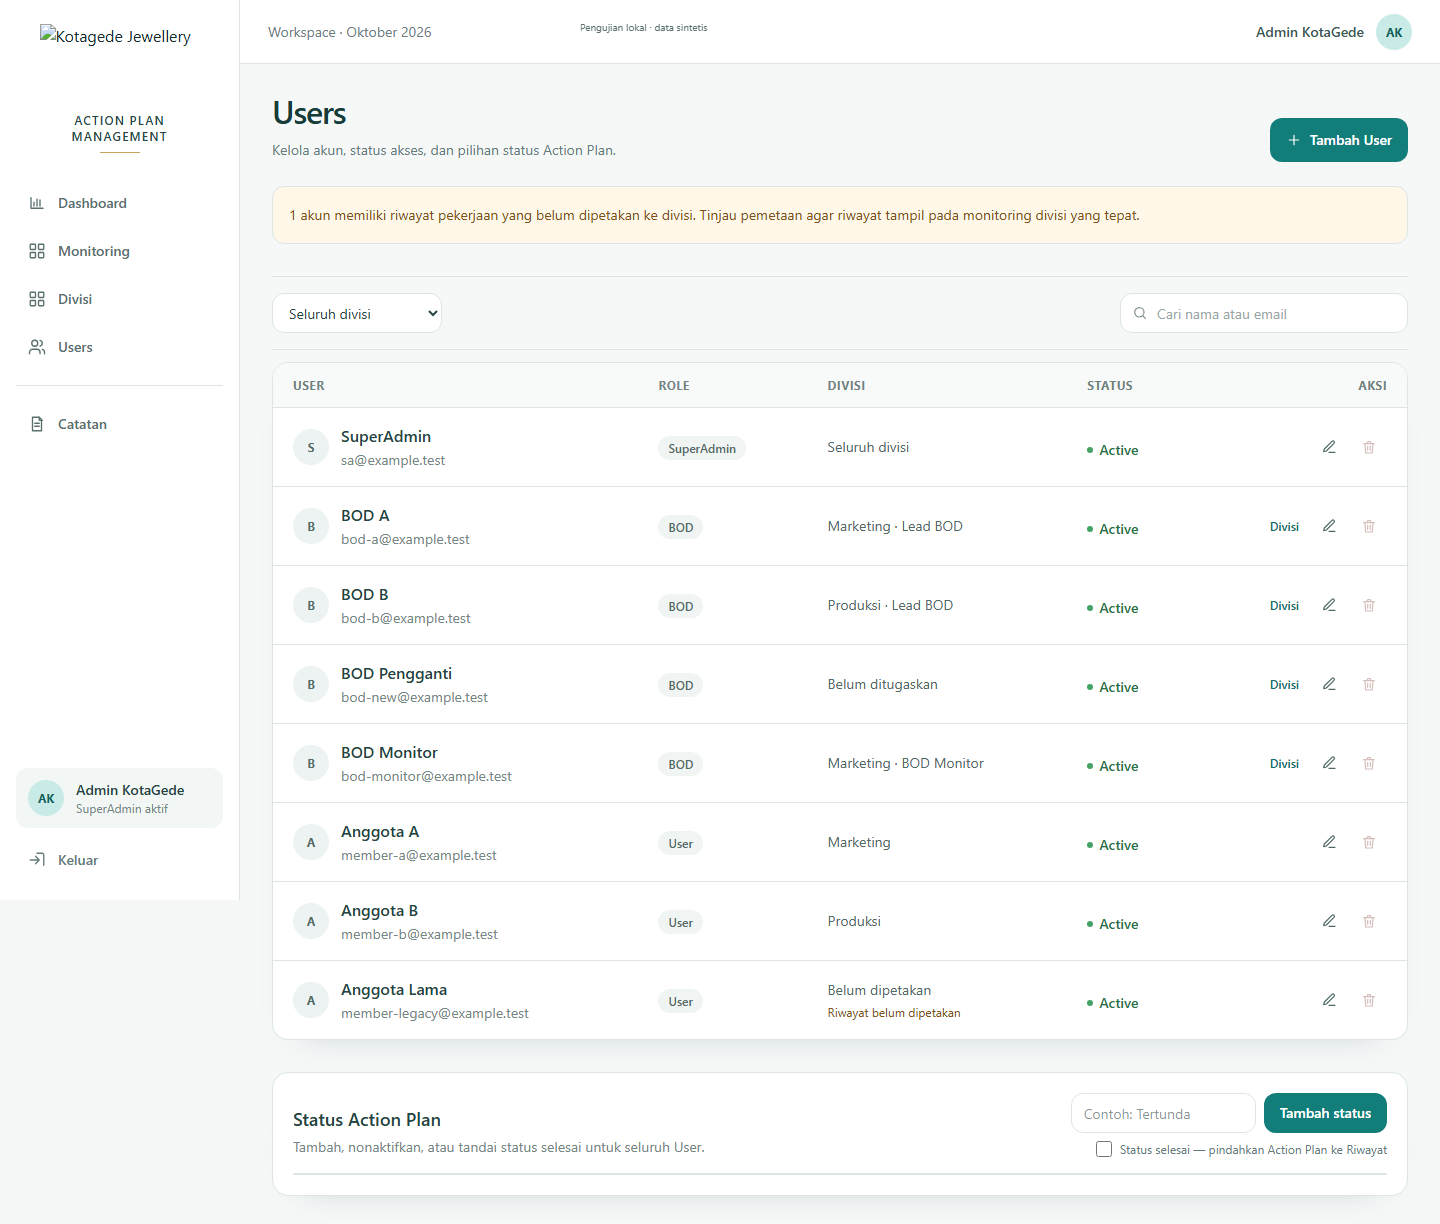 Kotagede Jewellery
ACTION PLAN
MANAGEMENT
Dashboard
Monitoring
Divisi
Users
Catatan
AK
Admin KotaGede
SuperAdmin aktif
Keluar
Workspace · Oktober 2026
Pengujian lokal · data sintetis
Admin KotaGede
AK
Users
Kelola akun, status akses, dan pilihan status Action Plan.
Tambah User
1 akun memiliki riwayat pekerjaan yang belum dipetakan ke divisi. Tinjau pemetaan agar riwayat tampil pada monitoring divisi yang tepat.
Seluruh divisi
Cari nama atau email
USER ROLE DIVISI STATUS AKSI
S
SuperAdmin
sa@example.test
SuperAdmin
Seluruh divisi
Active
B
BOD A
bod-a@example.test
BOD
Marketing · Lead BOD
Active
Divisi
B
BOD B
bod-b@example.test
BOD
Produksi · Lead BOD
Active
Divisi
B
BOD Pengganti
bod-new@example.test
BOD
Belum ditugaskan
Active
Divisi
B
BOD Monitor
bod-monitor@example.test
BOD
Marketing · BOD Monitor
Active
Divisi
A
Anggota A
member-a@example.test
User
Marketing
Active
A
Anggota B
member-b@example.test
User
Produksi
Active
A
Anggota Lama
member-legacy@example.test
User
Belum dipetakan
Riwayat belum dipetakan
Active
Status Action Plan
Tambah, nonaktifkan, atau tandai status selesai untuk seluruh User.
Contoh: Tertunda
Tambah status
Status selesai — pindahkan Action Plan ke Riwayat